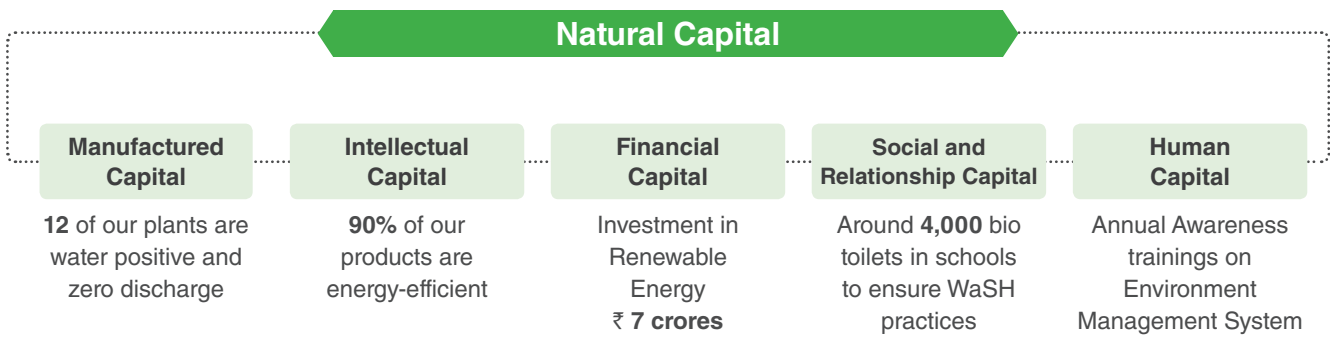 Natural Capital
Manufactured
Capital
12 of our plants are
water positive and
zero discharge
Intellectual
Capital
90% of our
products are
energy-efficient
Financial
Capital
Investment in
Renewable
Energy
₹ 7 crores
Social and
Relationship Capital
Around 4,000 bio
toilets in schools
to ensure WaSH
practices
Human
Capital
Annual Awareness
trainings on
Environment
Management System